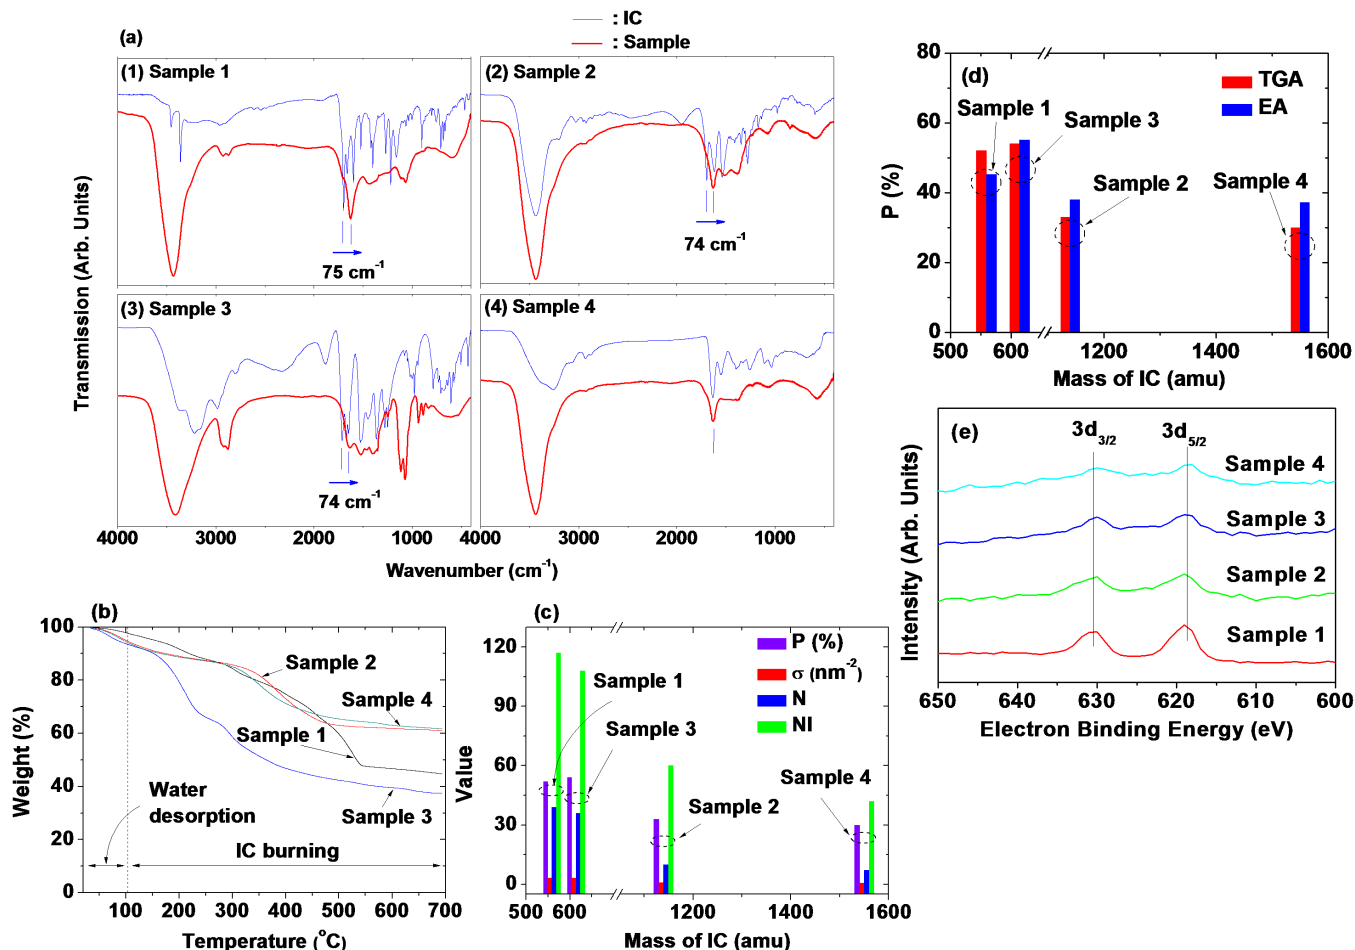 (a)
: IC
: Sample
(1) Sample 1
(2) Sample 2
75 cm⁻¹
74 cm⁻¹
(3) Sample 3
(4) Sample 4
74 cm⁻¹
Transmission (Arb. Units)
4000 3000 2000 1000 4000 3000 2000 1000
Wavenumber (cm⁻¹)
(b)
100
80
60
40
20
0
Weight (%)
Sample 2
Sample 4
Sample 1
Sample 3
Water
desorption
IC burning
100 200 300 400 500 600 700
Temperature (°C)
(c)
120
90
60
30
0
Value
P (%)
σ (nm⁻²)
N
NI
Sample 1
Sample 3
Sample 2
Sample 4
500 600 1200 1400 1600
Mass of IC (amu)
(d)
80
60
40
20
0
P (%)
TGA
EA
Sample 1
Sample 3
Sample 2
Sample 4
500 600 1200 1400 1600
Mass of IC (amu)
(e)
3d₃/₂
3d₅/₂
Sample 4
Sample 3
Sample 2
Sample 1
Intensity (Arb. Units)
650 640 630 620 610 600
Electron Binding Energy (eV)